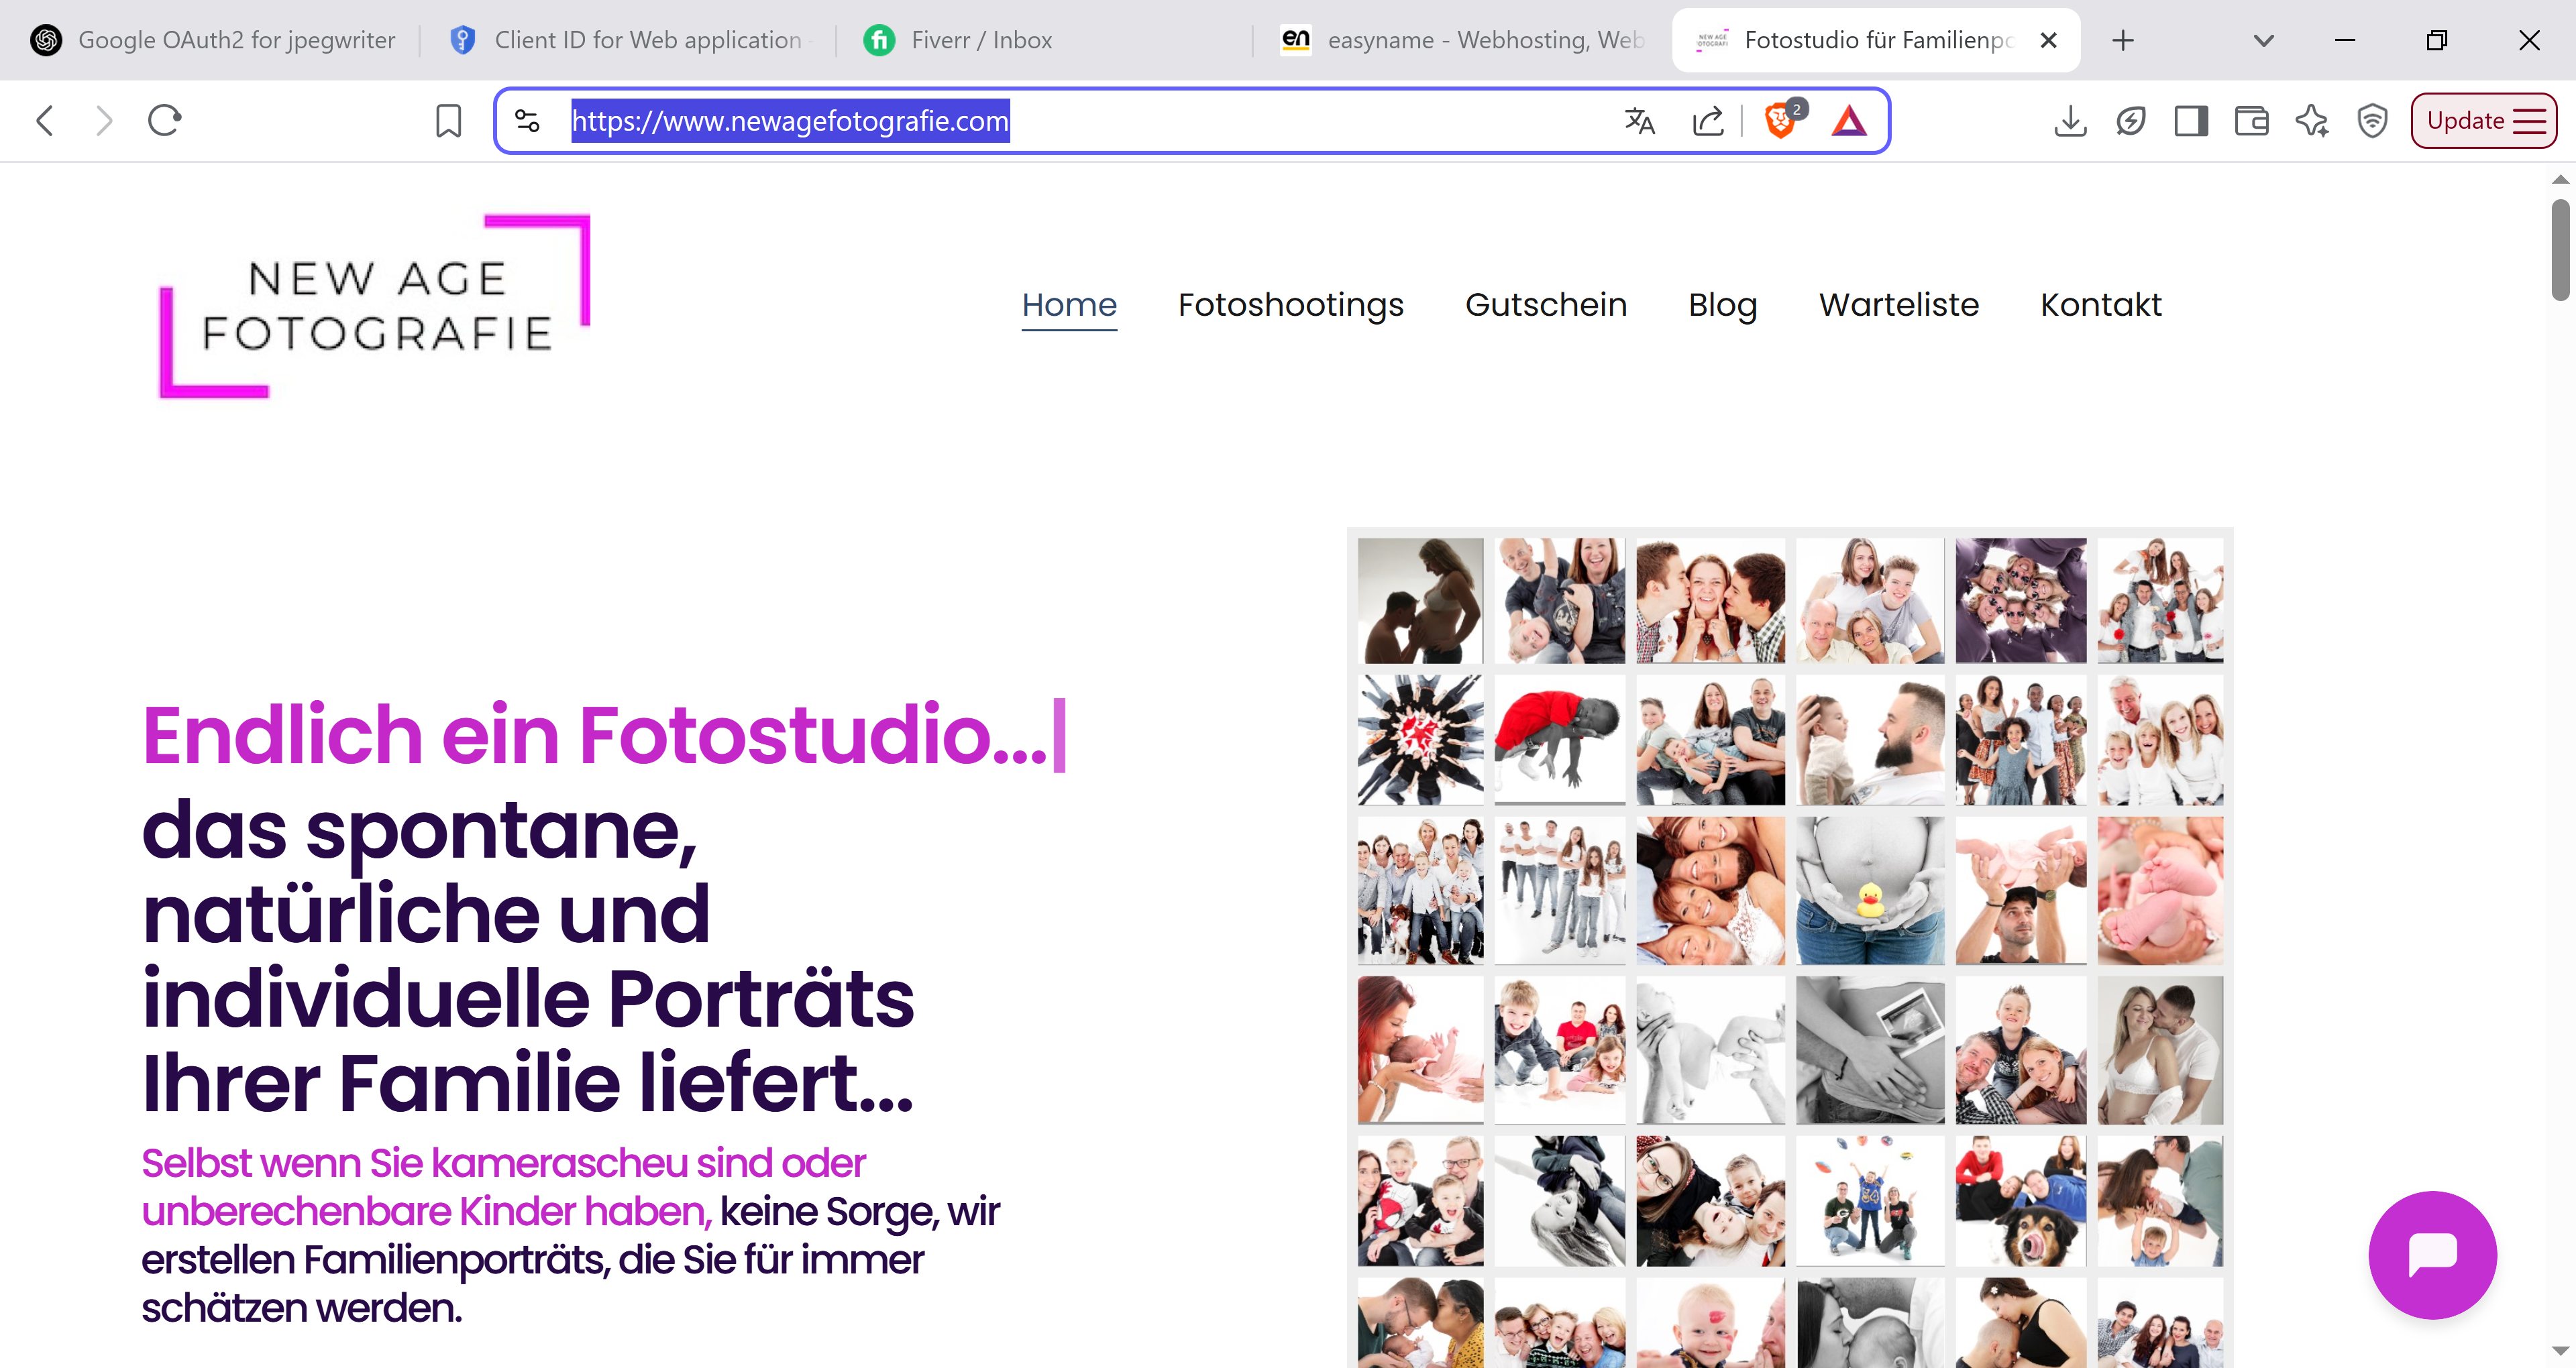 Google OAuth2 for jpegwriter
Client ID for Web application
Fiverr / Inbox
en
easyname - Webhosting, Web
Fotostudio für Familienpo
https://www.newagefotografie.com
2
Update
NEW AGE
FOTOGRAFIE
Home
Fotoshootings
Gutschein
Blog
Warteliste
Kontakt
Endlich ein Fotostudio...|
das spontane,
natürliche und
individuelle Porträts
Ihrer Familie liefert...
Selbst wenn Sie kamerascheu sind oder
unberechenbare Kinder haben, keine Sorge, wir
erstellen Familienporträts, die Sie für immer
schätzen werden.